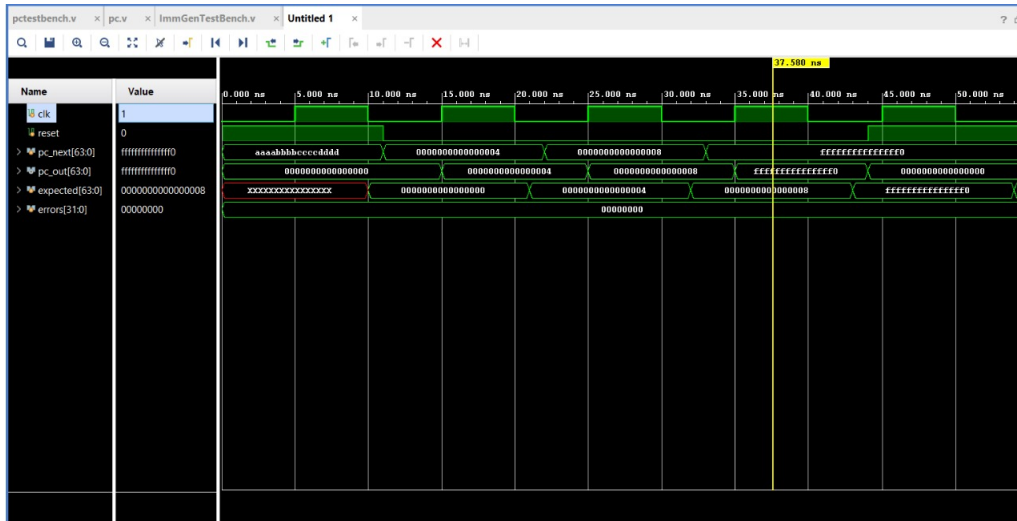 pctestbench.v × pc.v × ImmGenTestBench.v × Untitled 1 ×
37.580 ns
Name Value 0.000 ns 5.000 ns 10.000 ns 15.000 ns 20.000 ns 25.000 ns 30.000 ns 35.000 ns 40.000 ns 45.000 ns 50.000 ns
clk 1
reset 0
pc_next[63:0] fffffffffffffff0 aaaabbbbccccdddd 0000000000000004 0000000000000008 fffffffffffffff0
pc_out[63:0] fffffffffffffff0 0000000000000000 0000000000000004 0000000000000008 fffffffffffffff0 0000000000000000
expected[63:0] 0000000000000008 XXXXXXXXXXXXXXXX 0000000000000000 0000000000000004 0000000000000008 fffffffffffffff0
errors[31:0] 00000000 00000000